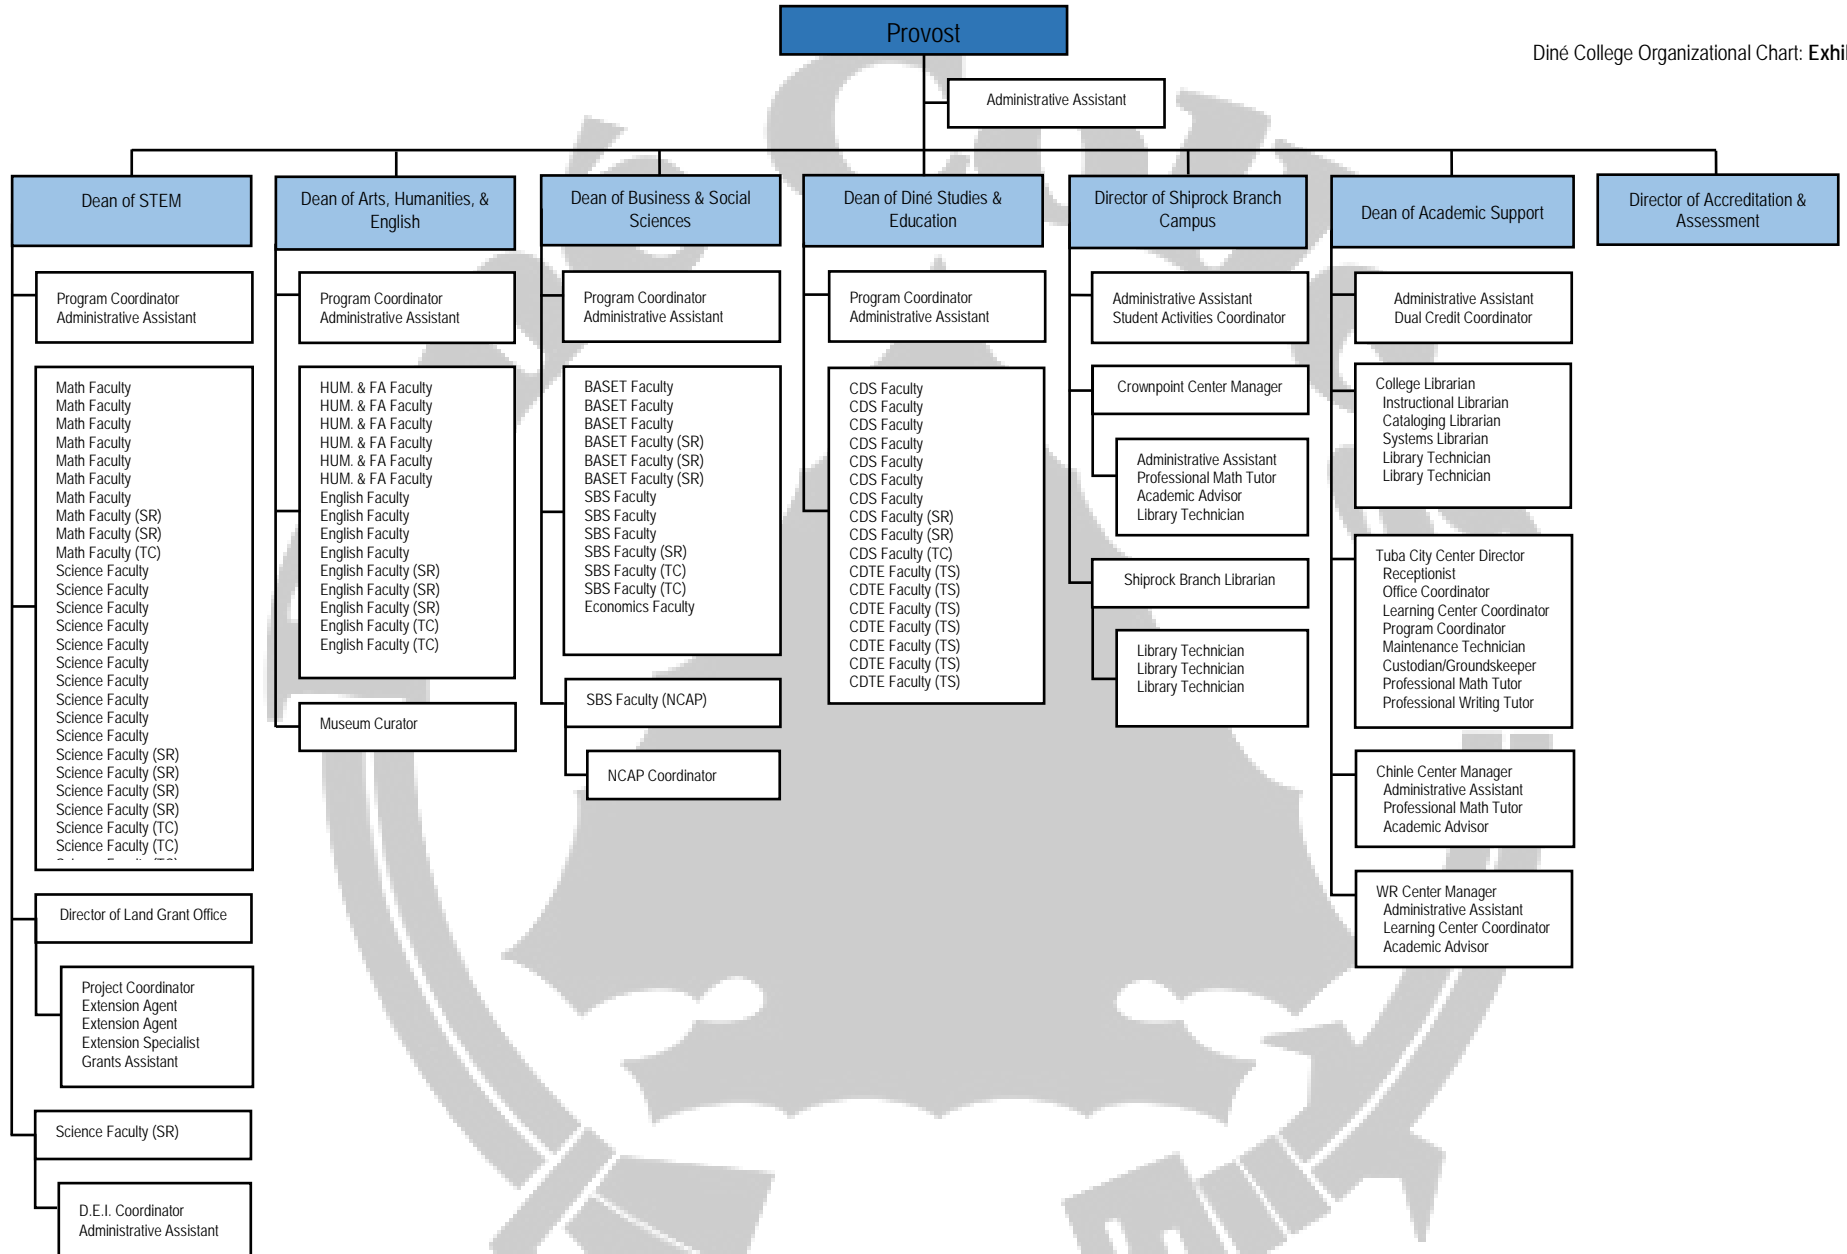 Provost
Diné College Organizational Chart:
Administrative Assistant
Dean of STEM
Program Coordinator
Administrative Assistant
Math Faculty
Math Faculty
Math Faculty
Math Faculty
Math Faculty
Math Faculty
Math Faculty
Math Faculty (SR)
Math Faculty (SR)
Math Faculty (TC)
Science Faculty
Science Faculty
Science Faculty
Science Faculty
Science Faculty
Science Faculty
Science Faculty
Science Faculty
Science Faculty
Science Faculty
Science Faculty (SR)
Science Faculty (SR)
Science Faculty (SR)
Science Faculty (SR)
Science Faculty (TC)
Science Faculty (TC)
Director of Land Grant Office
Project Coordinator
Extension Agent
Extension Agent
Extension Specialist
Grants Assistant
Science Faculty (SR)
D.E.I. Coordinator
Administrative Assistant
Dean of Arts, Humanities, &
English
Program Coordinator
Administrative Assistant
HUM. & FA Faculty
HUM. & FA Faculty
HUM. & FA Faculty
HUM. & FA Faculty
HUM. & FA Faculty
HUM. & FA Faculty
English Faculty
English Faculty
English Faculty
English Faculty
English Faculty (SR)
English Faculty (SR)
English Faculty (SR)
English Faculty (TC)
English Faculty (TC)
Museum Curator
Dean of Business & Social
Sciences
Program Coordinator
Administrative Assistant
BASET Faculty
BASET Faculty
BASET Faculty
BASET Faculty (SR)
BASET Faculty (SR)
BASET Faculty (SR)
SBS Faculty
SBS Faculty
SBS Faculty
SBS Faculty (SR)
SBS Faculty (TC)
SBS Faculty (TC)
Economics Faculty
SBS Faculty (NCAP)
NCAP Coordinator
Dean of Diné Studies &
Education
Program Coordinator
Administrative Assistant
CDS Faculty
CDS Faculty
CDS Faculty
CDS Faculty
CDS Faculty
CDS Faculty
CDS Faculty
CDS Faculty (SR)
CDS Faculty (SR)
CDS Faculty (TC)
CDTE Faculty (TS)
CDTE Faculty (TS)
CDTE Faculty (TS)
CDTE Faculty (TS)
CDTE Faculty (TS)
CDTE Faculty (TS)
CDTE Faculty (TS)
Director of Shiprock Branch
Campus
Administrative Assistant
Student Activities Coordinator
Crownpoint Center Manager
Administrative Assistant
Professional Math Tutor
Academic Advisor
Library Technician
Shiprock Branch Librarian
Library Technician
Library Technician
Library Technician
Dean of Academic Support
Administrative Assistant
Dual Credit Coordinator
College Librarian
Instructional Librarian
Cataloging Librarian
Systems Librarian
Library Technician
Library Technician
Tuba City Center Director
Receptionist
Office Coordinator
Learning Center Coordinator
Program Coordinator
Maintenance Technician
Custodian/Groundskeeper
Professional Math Tutor
Professional Writing Tutor
Chinle Center Manager
Administrative Assistant
Professional Math Tutor
Academic Advisor
WR Center Manager
Administrative Assistant
Learning Center Coordinator
Academic Advisor
Director of Accreditation &
Assessment